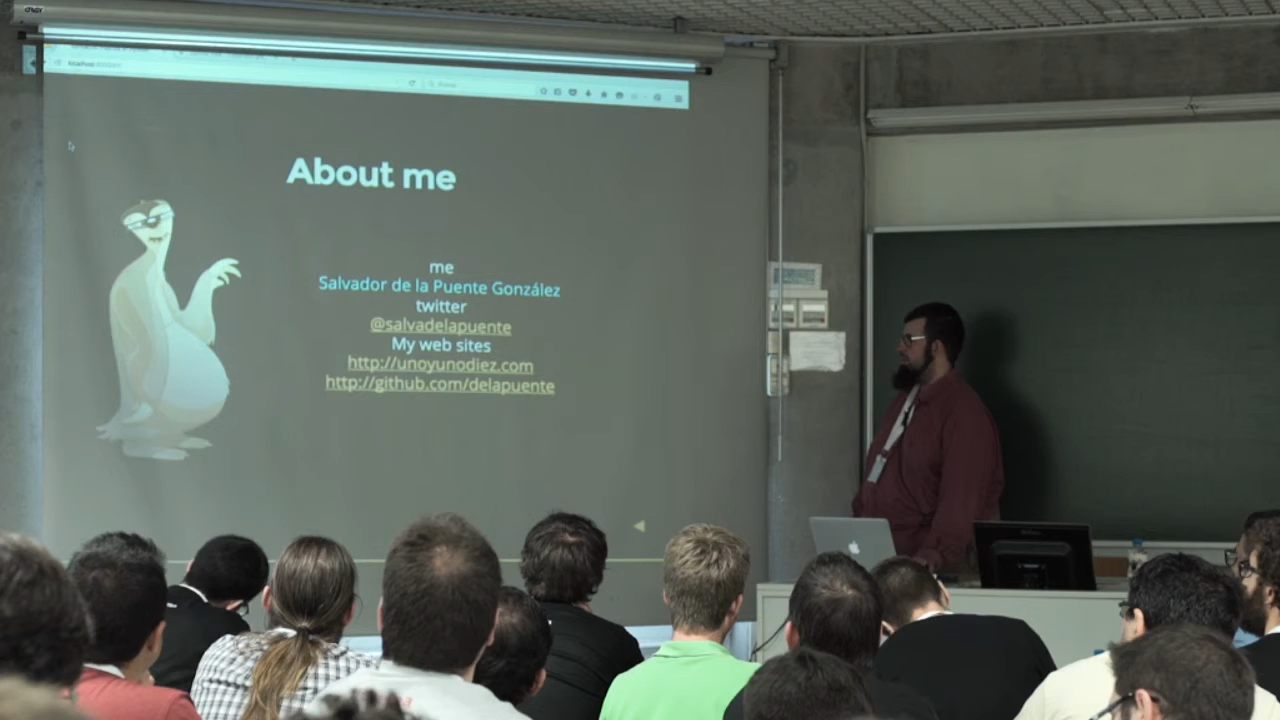 About me
me
Salvador de la Puente González
twitter
@salvadelapuente
My web sites
http://unoyunodiez.com
http://github.com/delapuente